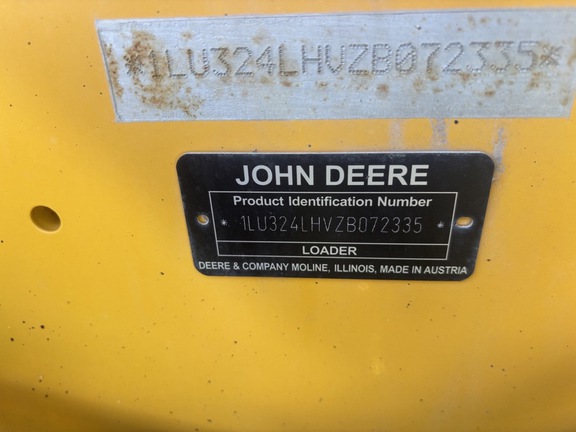 *1LU324LHVZB072335*
JOHN DEERE
Product Identification Number
* 1LU324LHVZB072335 *
LOADER
DEERE & COMPANY MOLINE, ILLINOIS, MADE IN AUSTRIA